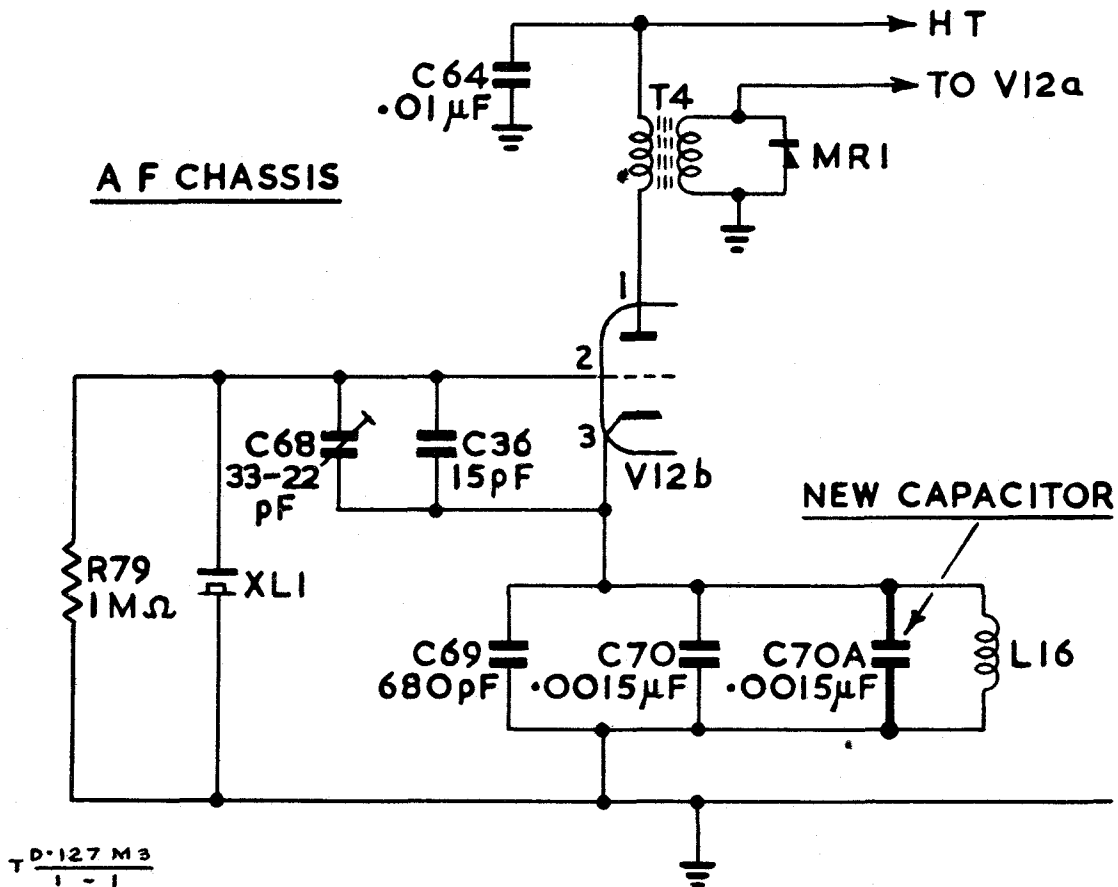 HT
C64
.01µF
T4
TO V12a
MR1
A F CHASSIS
1
2
3
C68
33-22
pF
C36
15pF
V12b
NEW CAPACITOR
R79
1MΩ
XL1
C69
680pF
C70
.0015µF
C70A
.0015µF
L16
T D·127 M3
1 - 1